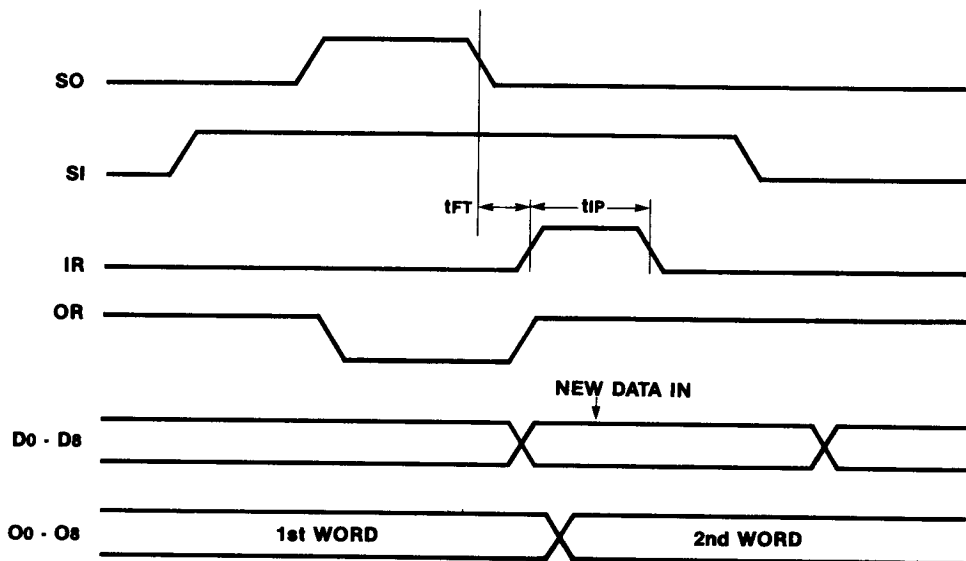 SO
SI
tFT
tIP
IR
OR
NEW DATA IN
D0 - D8
O0 - O8
1st WORD
2nd WORD